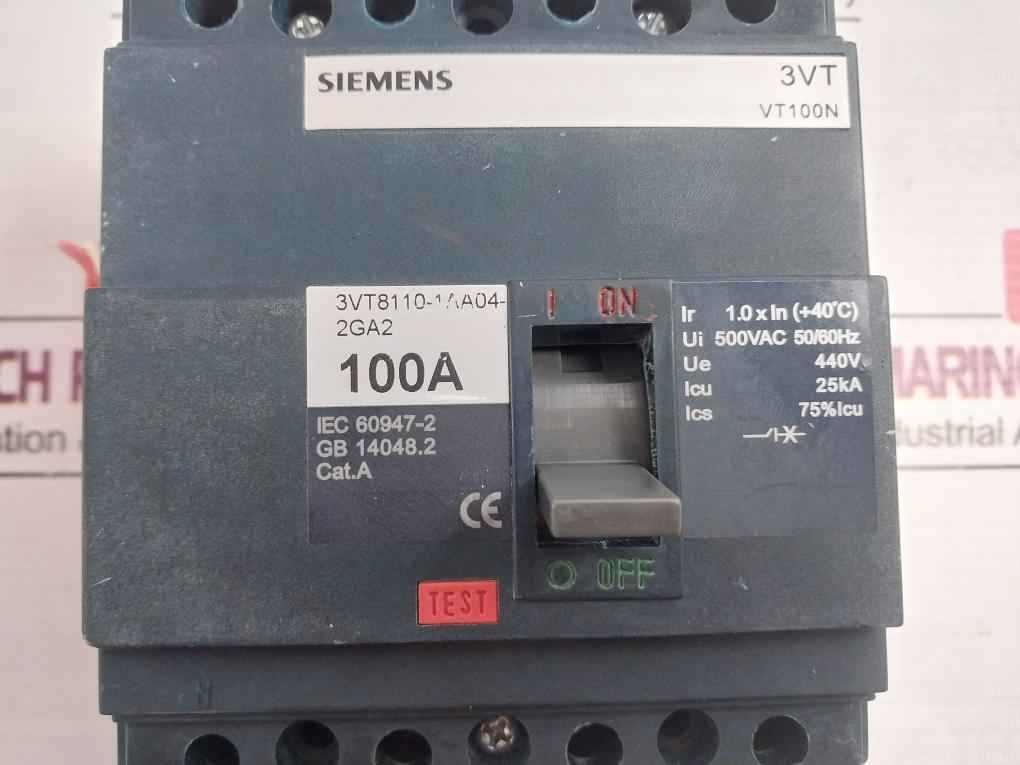 SIEMENS
3VT
VT100N
3VT8110-1AA04-
2GA2
100A
IEC 60947-2
GB 14048.2
Cat.A
CE
I ON
O OFF
TEST
Ir 1.0 x In (+40°C)
Ui 500VAC 50/60Hz
Ue 440V
Icu 25kA
Ics 75%Icu
N
MARINE